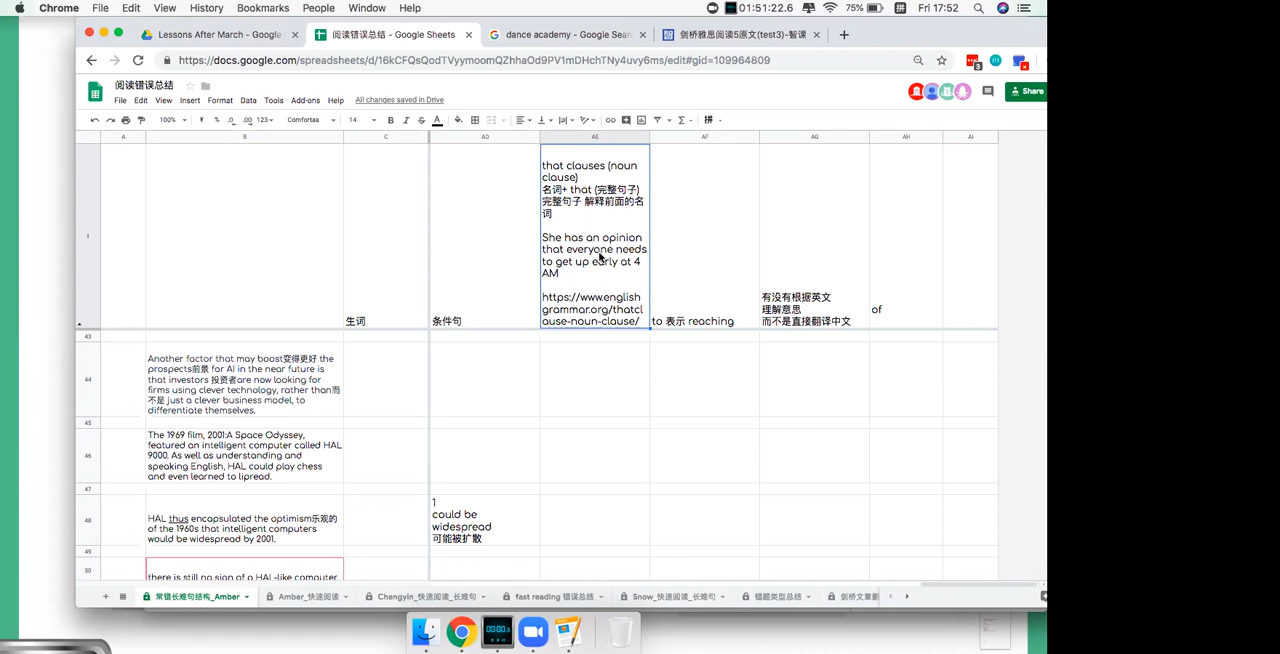 Chrome File Edit View History Bookmarks People Window Help 01:51:22.6 75% Fri 17:52
Lessons After March - Google
阅读错误总结 - Google Sheets
dance academy - Google Sear
剑桥雅思阅读5原文(test3)-智课
https://docs.google.com/spreadsheets/d/16kCFQsQodTVyymoomQZhhaOd9PV1mDHchTNy4uvy6ms/edit#gid=109964809
阅读错误总结
File Edit View Insert Format Data Tools Add-ons Help All changes saved in Drive
Share
100% ¥ % .0 .00 123 Comfortaa 14 B I S A
A B C AD AE AF AG AH AI
1
that clauses (noun
clause)
名词+ that (完整句子)
完整句子 解释前面的名
词
She has an opinion
that everyone needs
to get up early at 4
AM
https://www.english
grammar.org/thatcl
ause-noun-clause/
生词
条件句
to 表示 reaching
有没有根据英文
理解意思
而不是直接翻译中文
of
43
44
Another factor that may boost变得更好 the
prospects前景 for AI in the near future is
that investors 投资者are now looking for
firms using clever technology, rather than而
不是 just a clever business model, to
differentiate themselves.
45
46
The 1969 film, 2001:A Space Odyssey,
featured an intelligent computer called HAL
9000. As well as understanding and
speaking English, HAL could play chess
and even learned to lipread.
47
48
HAL thus encapsulated the optimism乐观的
of the 1960s that intelligent computers
would be widespread by 2001.
1
could be
widespread
可能被扩散
49
50
there is still no sign of a HAL-like computer,
常错长难句结构_Amber
Amber_快速阅读
Chengyin_快速阅读_长难句
fast reading 错误总结
Snow_快速阅读_长难句
错题类型总结
剑桥文章翻